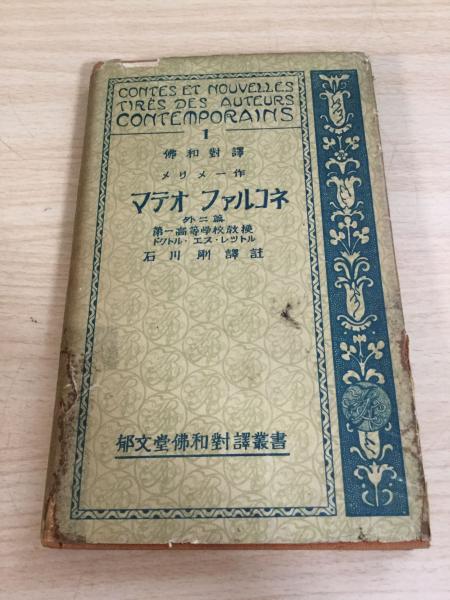 CONTES ET NOUVELLES
TIRÉS DES AUTEURS
CONTEMPORAINS
1
佛和對譯
メリメー作
マテオ ファルコネ
外二篇
第一高等学校教授
ドクトル・エス・レットル
石川剛譯註
郁文堂佛和對譯叢書